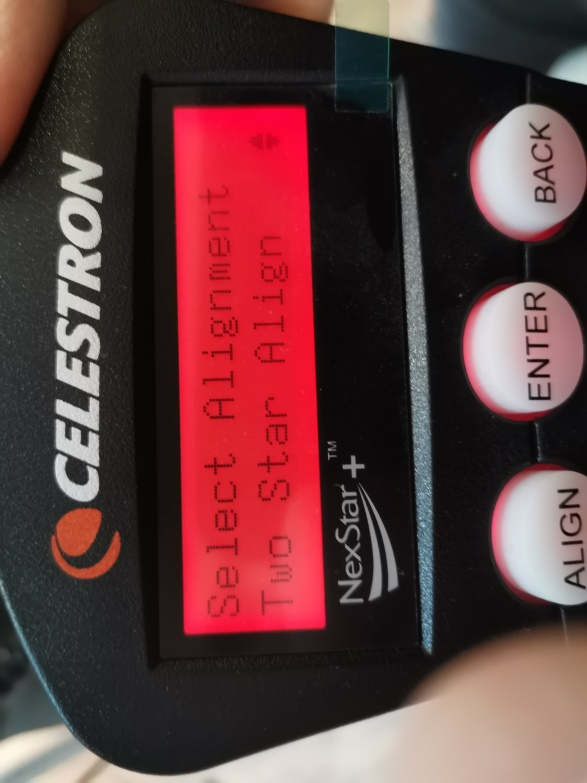 CELESTRON
Select Alignment
Two Star Align
NexStar+™
ALIGN
ENTER
BACK